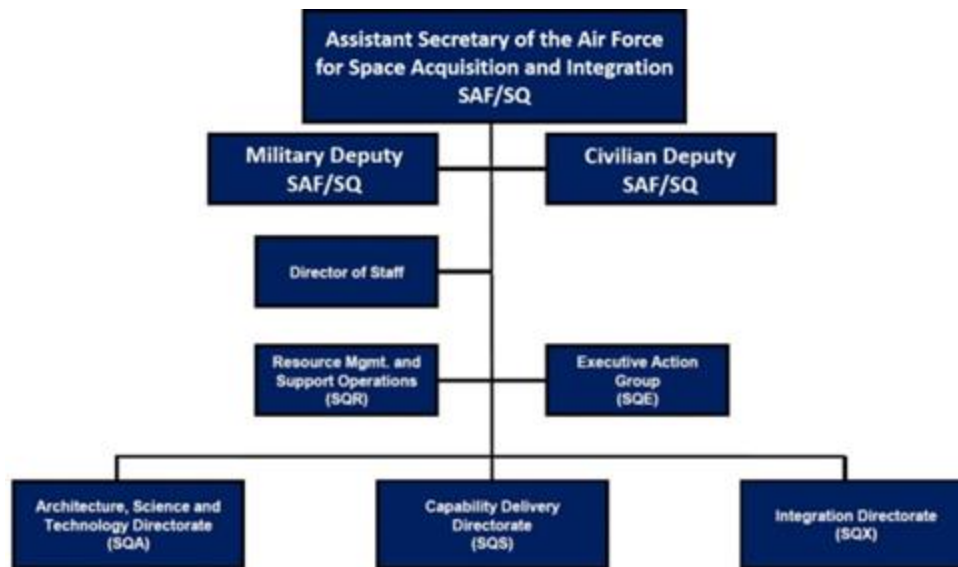 Assistant Secretary of the Air Force
for Space Acquisition and Integration
SAF/SQ
Military Deputy
SAF/SQ
Civilian Deputy
SAF/SQ
Director of Staff
Resource Mgmt. and
Support Operations
(SQR)
Executive Action
Group
(SQE)
Architecture, Science and
Technology Directorate
(SQA)
Capability Delivery
Directorate
(SQS)
Integration Directorate
(SQX)